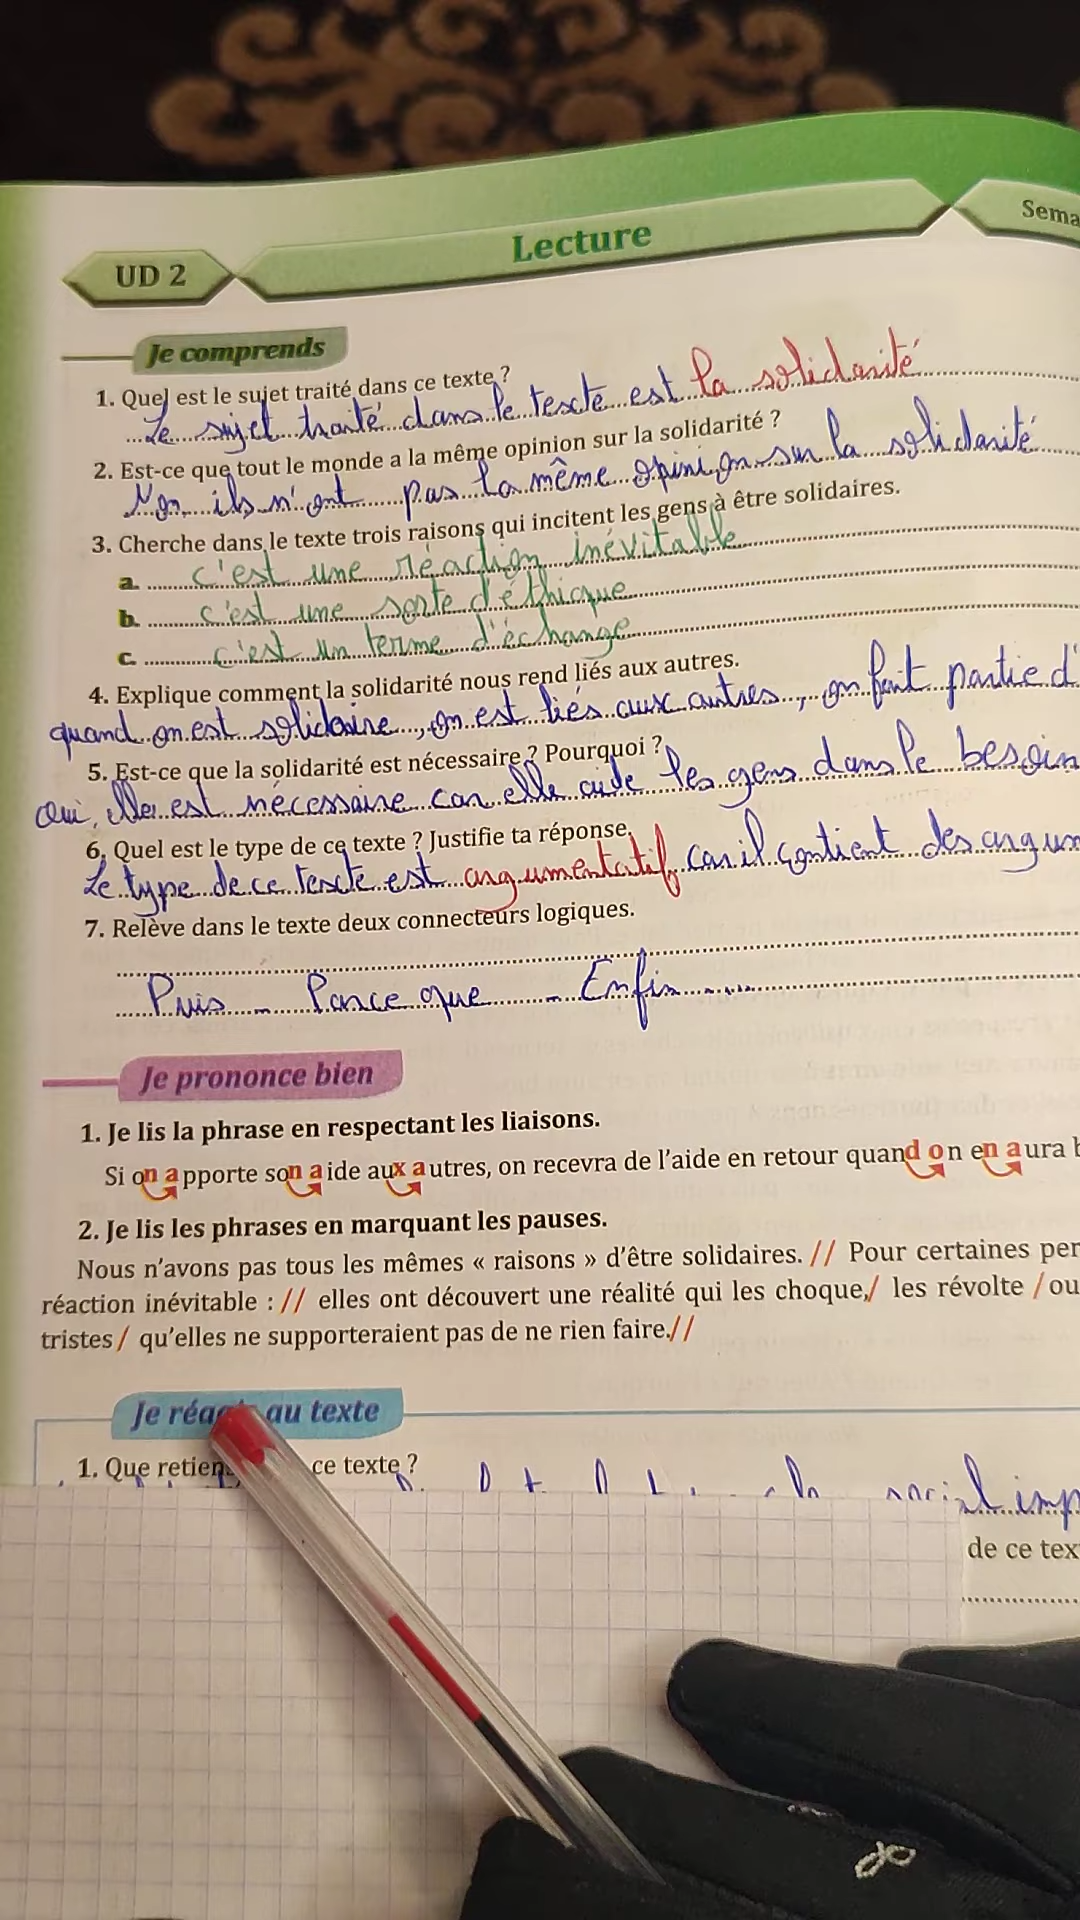 Sema
Lecture
UD 2
Je comprends
1. Quel est le sujet traité dans ce texte ?
Le sujet traité dans le texte est la solidarité
2. Est-ce que tout le monde a la même opinion sur la solidarité ?
Non, ils n'ont pas la même opinion sur la solidarité
3. Cherche dans le texte trois raisons qui incitent les gens à être solidaires.
a. c'est une réaction inévitable
b. c'est une sorte d'éthique
c. c'est un terme d'échange
4. Explique comment la solidarité nous rend liés aux autres.
quand on est solidaire, on est liés aux autres, on fait partie d'
5. Est-ce que la solidarité est nécessaire ? Pourquoi ?
oui, elle est nécessaire car elle aide les gens dans le besoin
6. Quel est le type de ce texte ? Justifie ta réponse.
Le type de ce texte est argumentatif, car il contient des argum
7. Relève dans le texte deux connecteurs logiques.
Puis - Parce que - Enfin
Je prononce bien
1. Je lis la phrase en respectant les liaisons.
Si on apporte son aide aux autres, on recevra de l'aide en retour quand on en aura b
2. Je lis les phrases en marquant les pauses.
Nous n'avons pas tous les mêmes « raisons » d'être solidaires. // Pour certaines per
réaction inévitable : // elles ont découvert une réalité qui les choque,/ les révolte / ou
tristes / qu'elles ne supporteraient pas de ne rien faire.//
Je réagis au texte
1. Que retiens ce texte ?
social imp
de ce tex